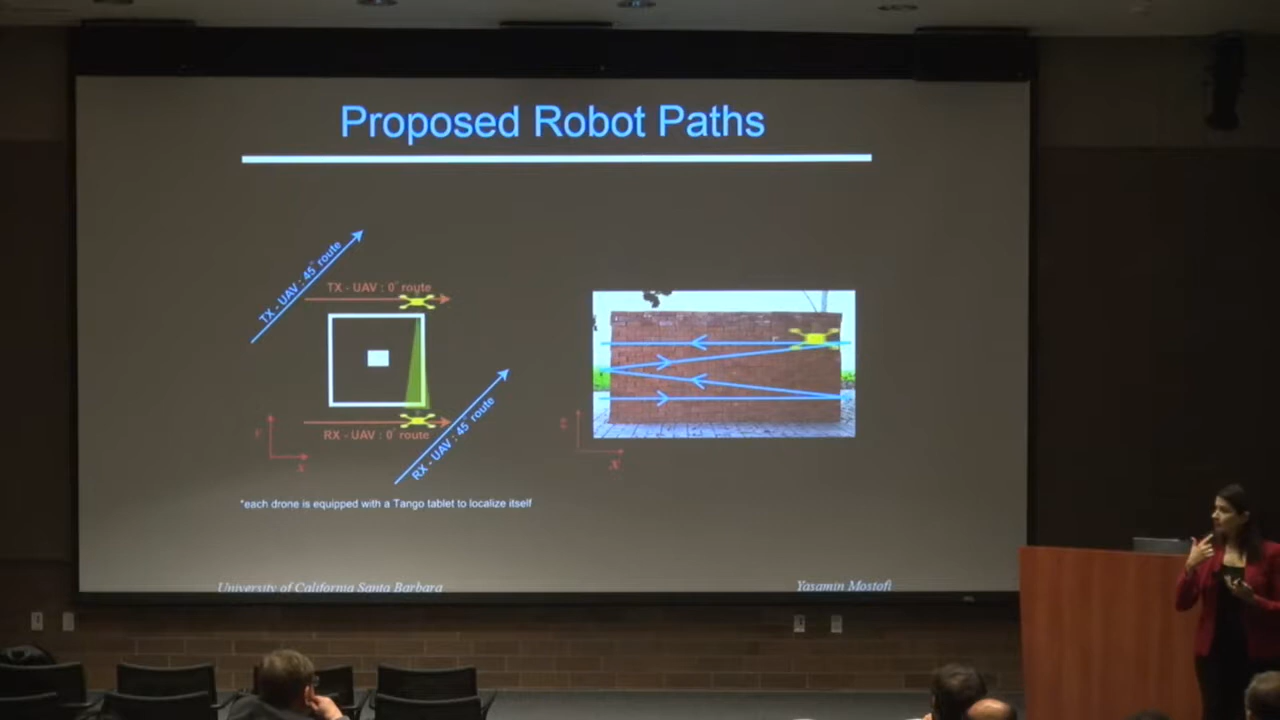 Proposed Robot Paths
TX - UAV : 45° route
TX - UAV : 0° route
RX - UAV : 0° route
RX - UAV : 45° route
x
*each drone is equipped with a Tango tablet to localize itself
University of California Santa Barbara
Yasamin Mostofi